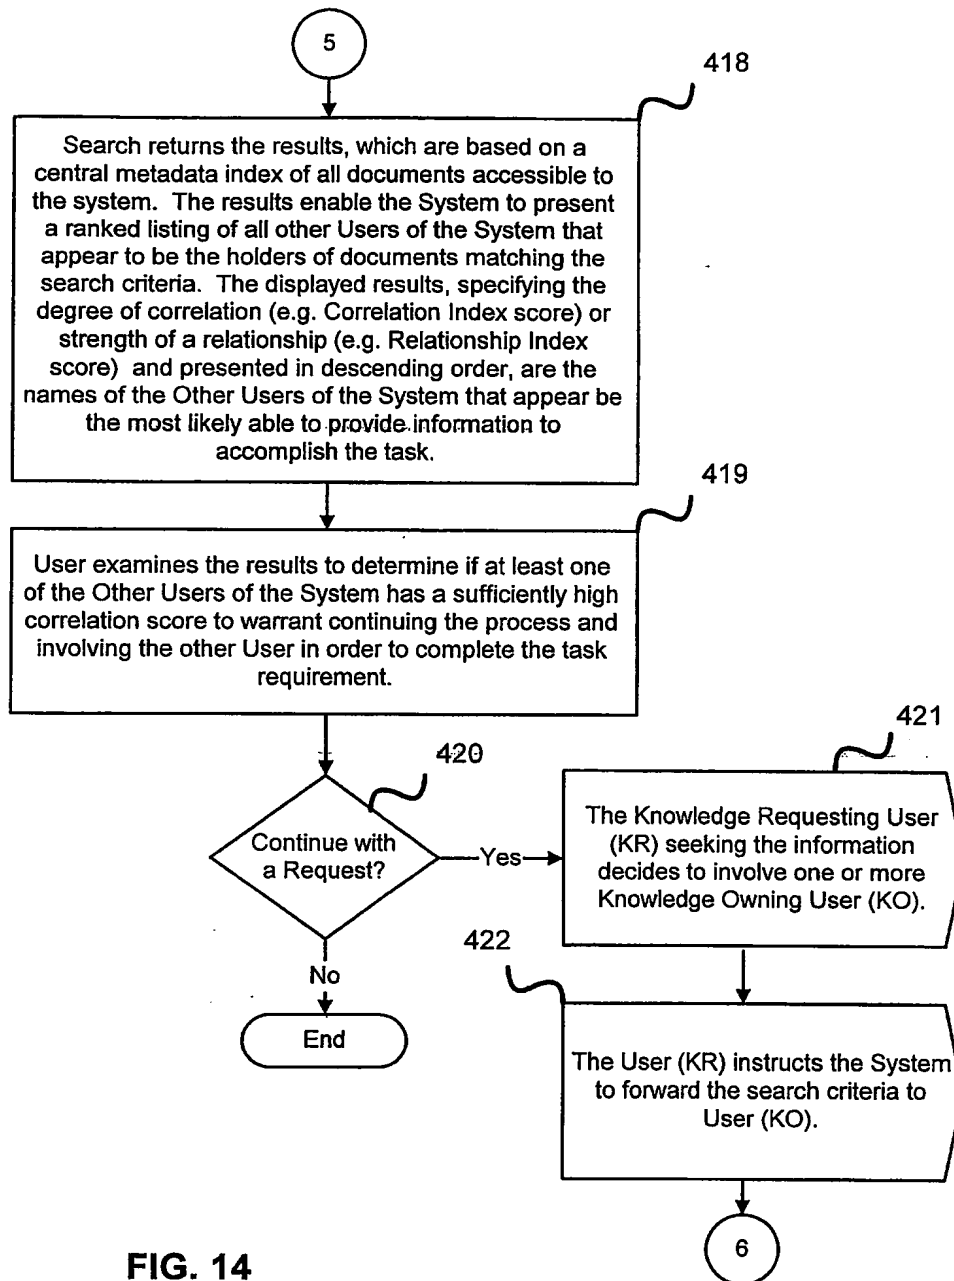 5
418
Search returns the results, which are based on a
central metadata index of all documents accessible to
the system. The results enable the System to present
a ranked listing of all other Users of the System that
appear to be the holders of documents matching the
search criteria. The displayed results, specifying the
degree of correlation (e.g. Correlation Index score) or
strength of a relationship (e.g. Relationship Index
score) and presented in descending order, are the
names of the Other Users of the System that appear be
the most likely able to provide information to
accomplish the task.
419
User examines the results to determine if at least one
of the Other Users of the System has a sufficiently high
correlation score to warrant continuing the process and
involving the other User in order to complete the task
requirement.
420
Continue with
a Request?
Yes
421
The Knowledge Requesting User
(KR) seeking the information
decides to involve one or more
Knowledge Owning User (KO).
No
End
422
The User (KR) instructs the System
to forward the search criteria to
User (KO).
6
FIG. 14